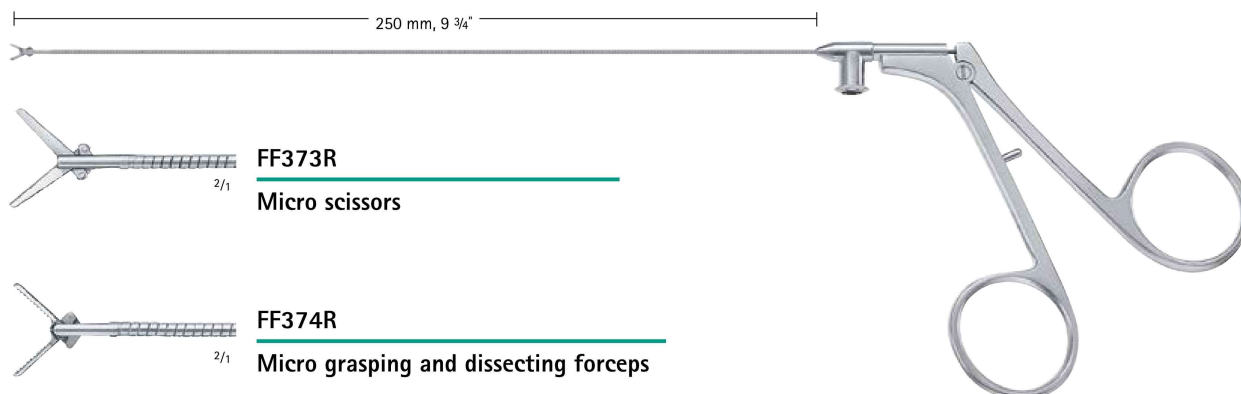 250 mm, 9 ¾"
FF373R
2/1
Micro scissors
FF374R
2/1
Micro grasping and dissecting forceps